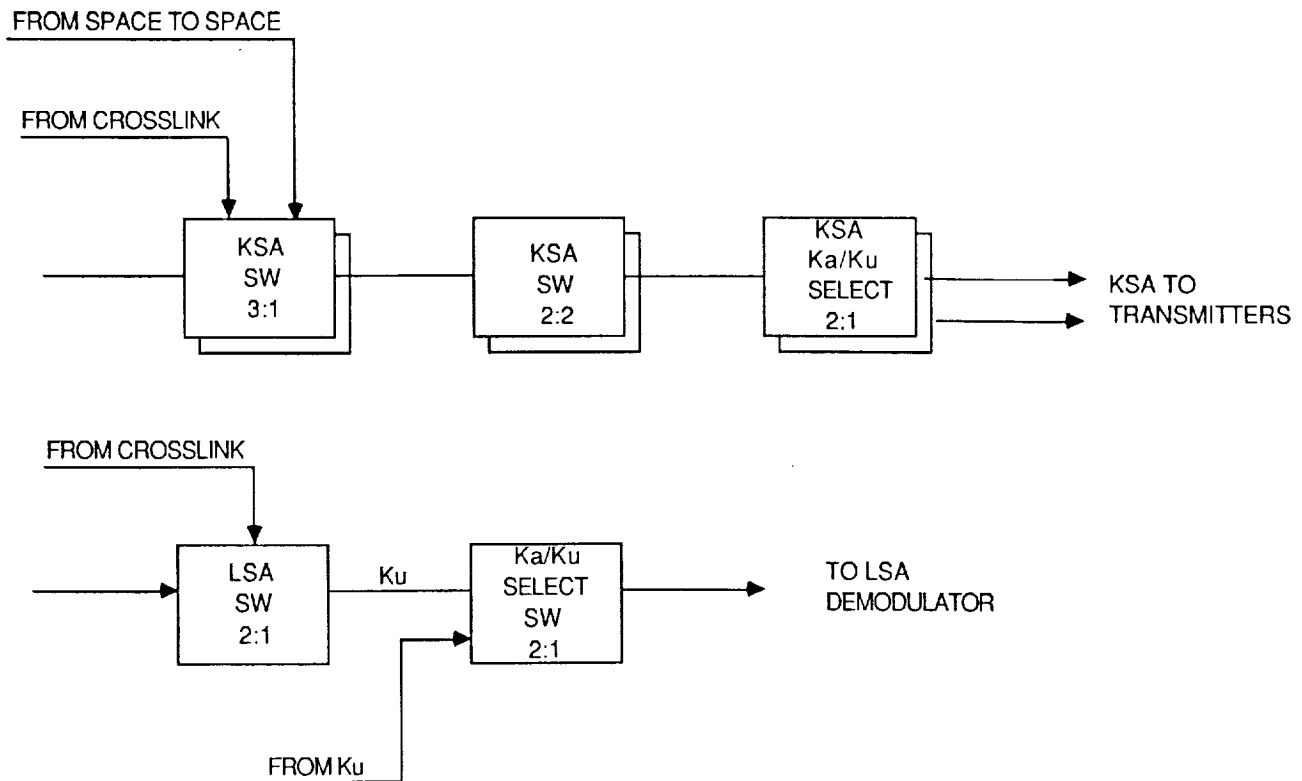 FROM SPACE TO SPACE
FROM CROSSLINK
KSA
SW
3:1
KSA
SW
2:2
KSA
Ka/Ku
SELECT
2:1
KSA TO
TRANSMITTERS
FROM CROSSLINK
LSA
SW
2:1
Ku
Ka/Ku
SELECT
SW
2:1
TO LSA
DEMODULATOR
FROM Ku